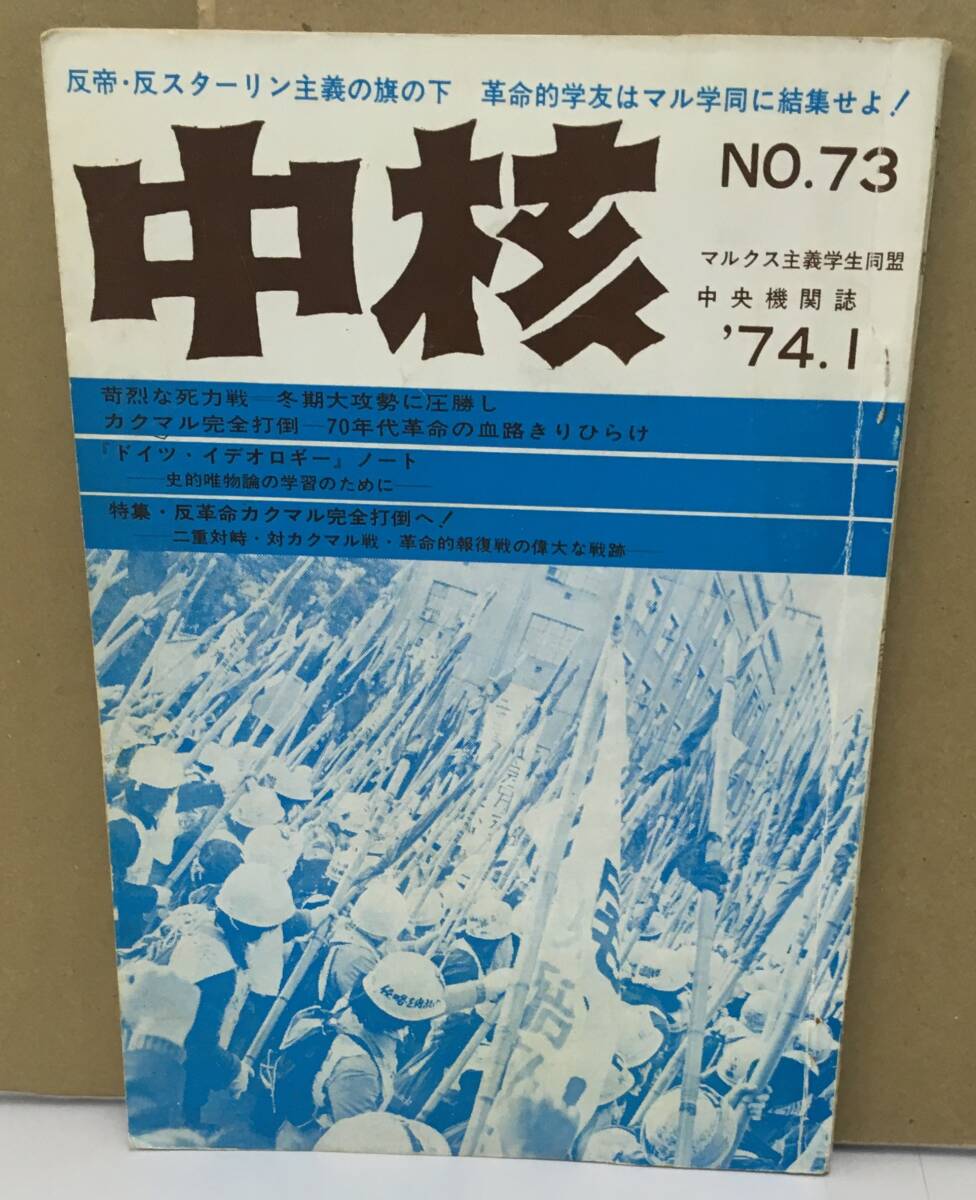 反帝・反スターリン主義の旗の下　革命的学友はマル学同に結集せよ！
中核
NO.73
マルクス主義学生同盟
中央機関誌
’74.1
苛烈な死力戦＝冬期大攻勢に圧勝し
カクマル完全打倒―70年代革命の血路きりひらけ
『ドイツ・イデオロギー』ノート
――史的唯物論の学習のために――
特集・反革命カクマル完全打倒へ！
――二重対峙・対カクマル戦・革命的報復戦の偉大な戦跡――